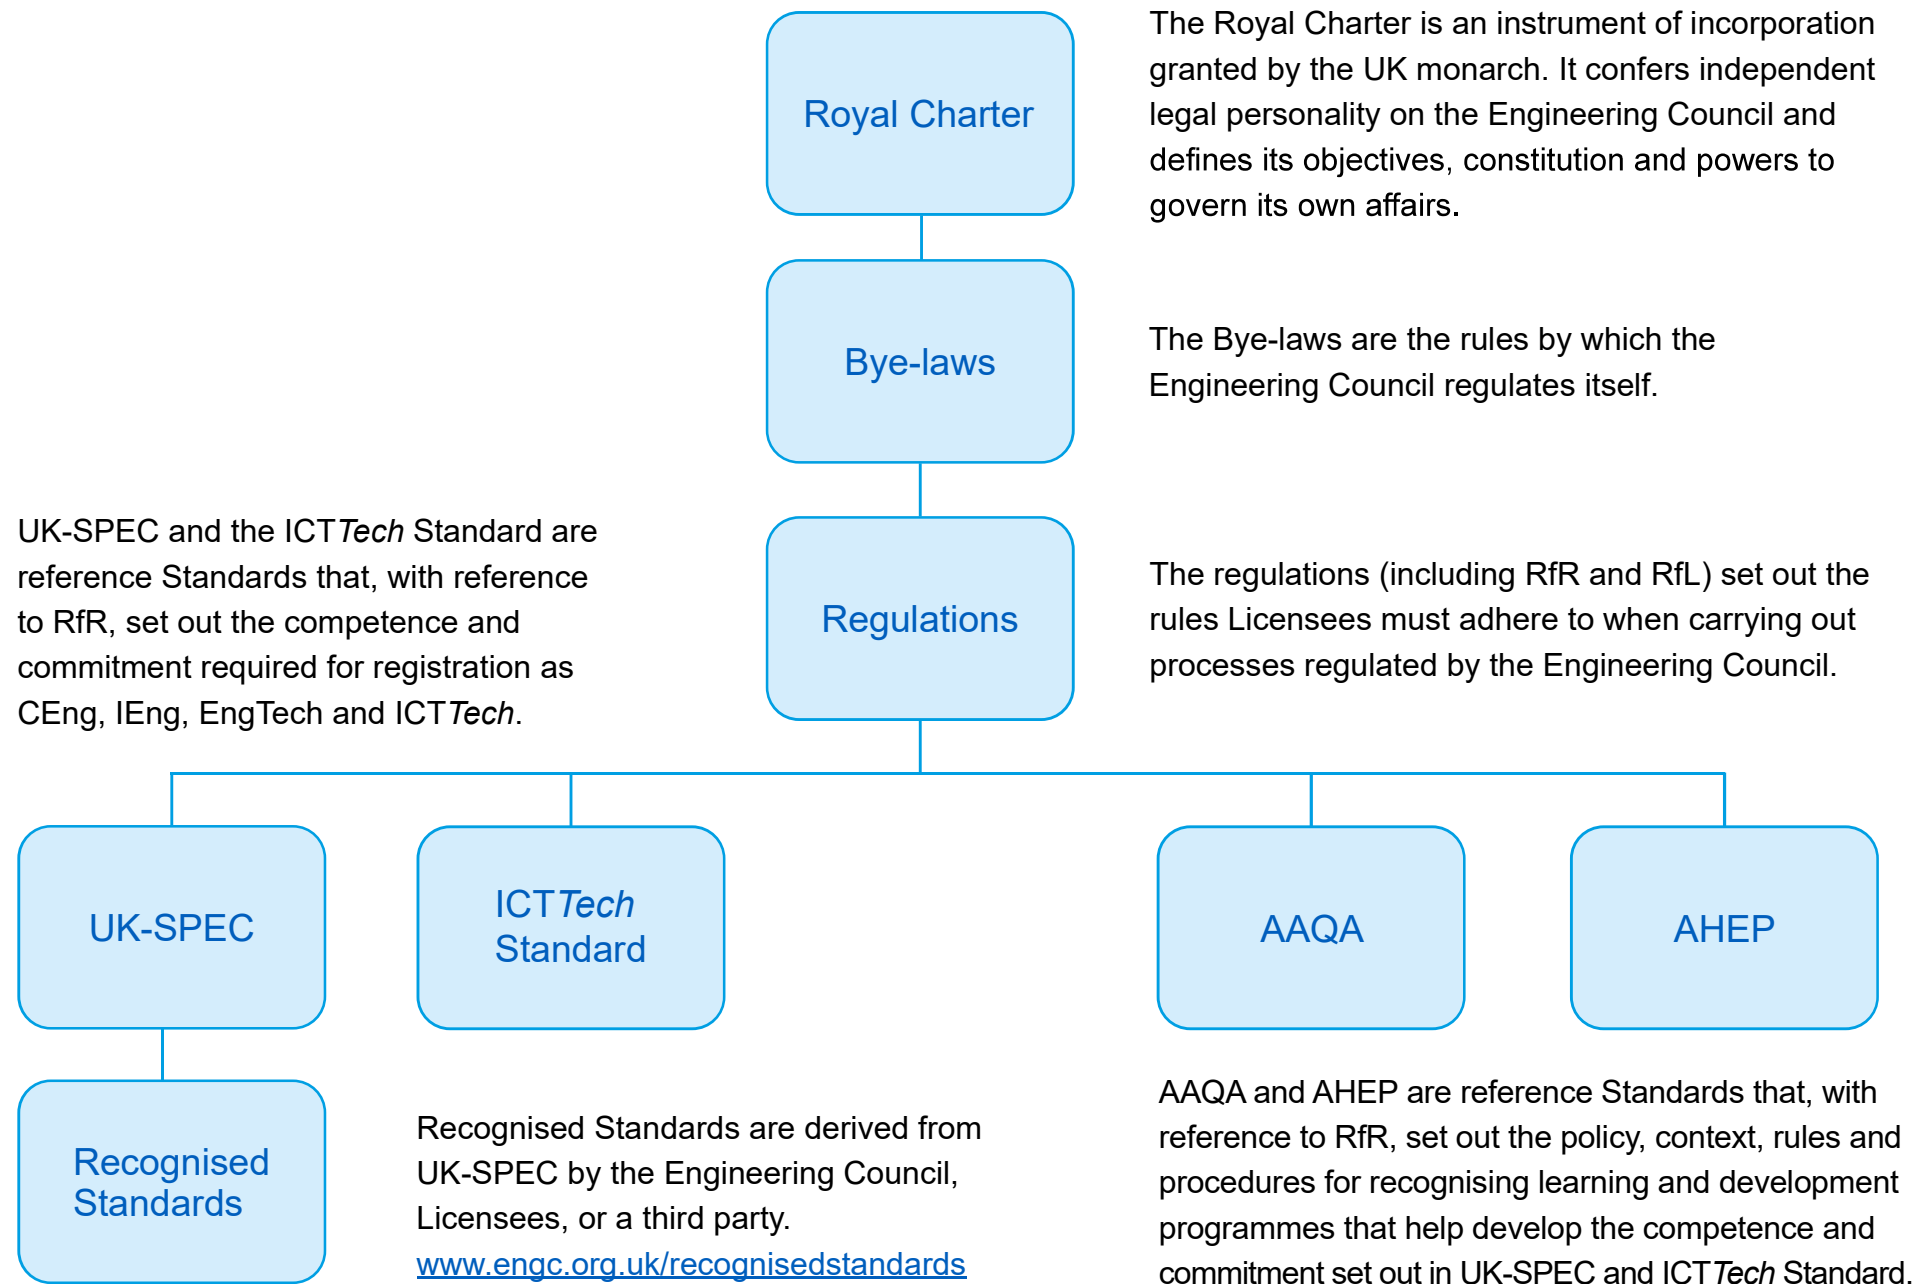 Royal Charter
The Royal Charter is an instrument of incorporation
granted by the UK monarch. It confers independent
legal personality on the Engineering Council and
defines its objectives, constitution and powers to
govern its own affairs.
Bye-laws
The Bye-laws are the rules by which the
Engineering Council regulates itself.
UK-SPEC and the ICTTech Standard are
reference Standards that, with reference
to RfR, set out the competence and
commitment required for registration as
CEng, IEng, EngTech and ICTTech.
Regulations
The regulations (including RfR and RfL) set out the
rules Licensees must adhere to when carrying out
processes regulated by the Engineering Council.
UK-SPEC
ICTTech
Standard
AAQA
AHEP
Recognised
Standards
Recognised Standards are derived from
UK-SPEC by the Engineering Council,
Licensees, or a third party.
www.engc.org.uk/recognisedstandards
AAQA and AHEP are reference Standards that, with
reference to RfR, set out the policy, context, rules and
procedures for recognising learning and development
programmes that help develop the competence and
commitment set out in UK-SPEC and ICTTech Standard.